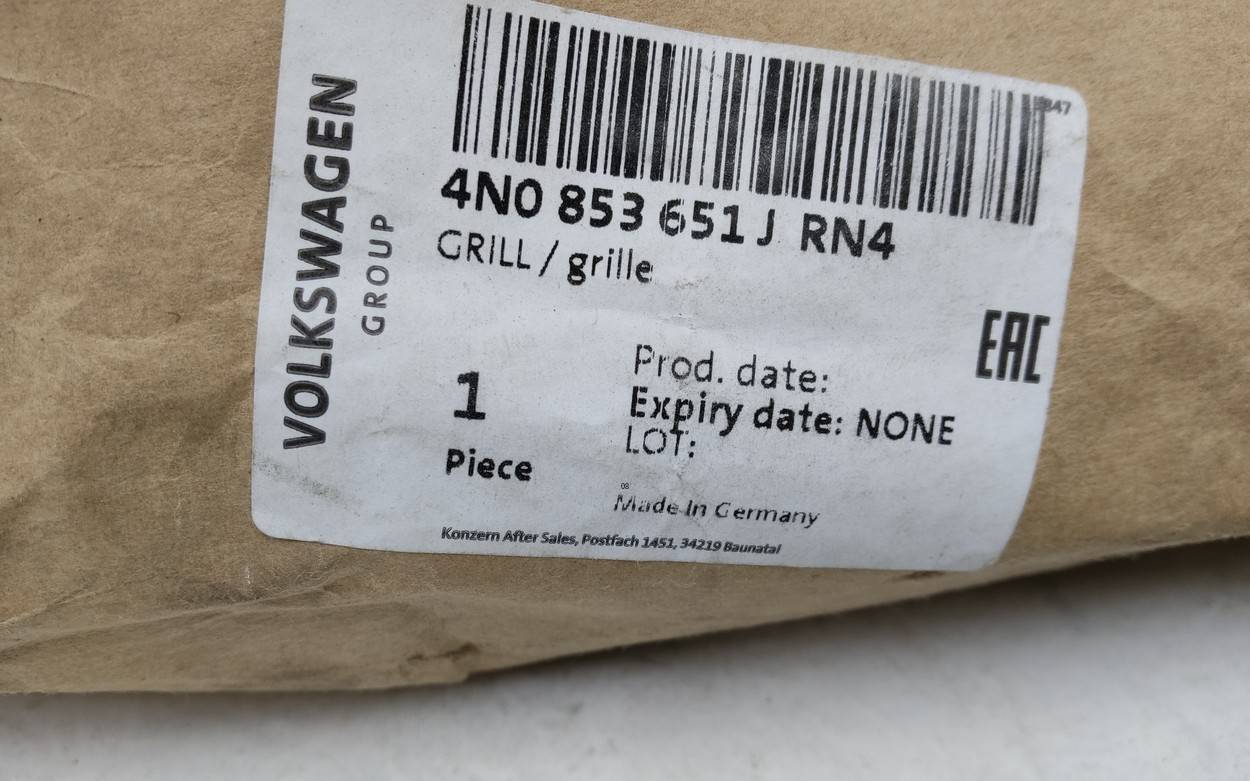 VOLKSWAGEN
GROUP
4N0 853 651 J RN4
GRILL / grille
EAC
1
Piece
Prod. date:
Expiry date: NONE
LOT:
08
Made In Germany
Konzern After Sales, Postfach 1451, 34219 Baunatal